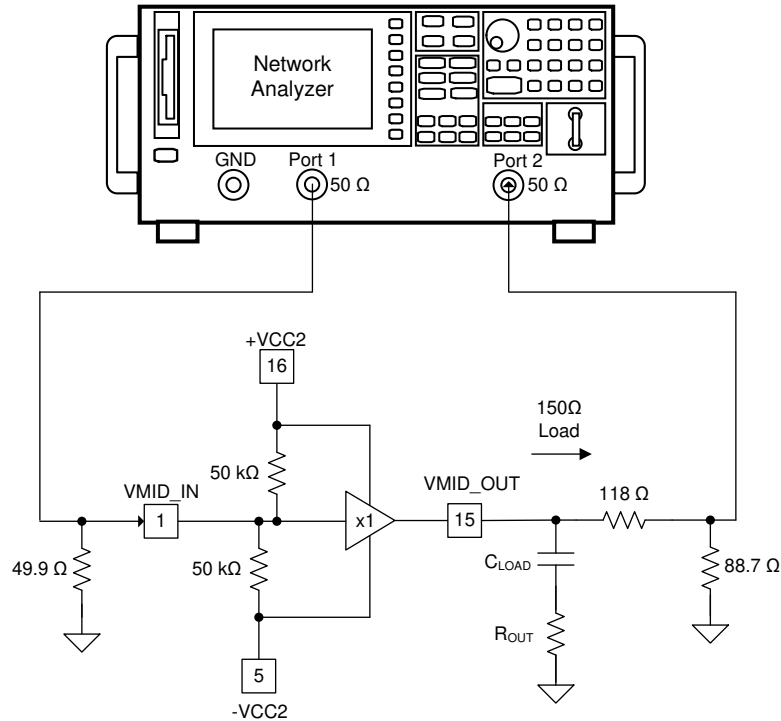 Network
Analyzer
GND
Port 1
50 Ω
Port 2
50 Ω
+VCC2
16
150Ω
Load
50 kΩ
VMID_IN
1
x1
VMID_OUT
15
118 Ω
49.9 Ω
50 kΩ
CLOAD
88.7 Ω
ROUT
5
-VCC2